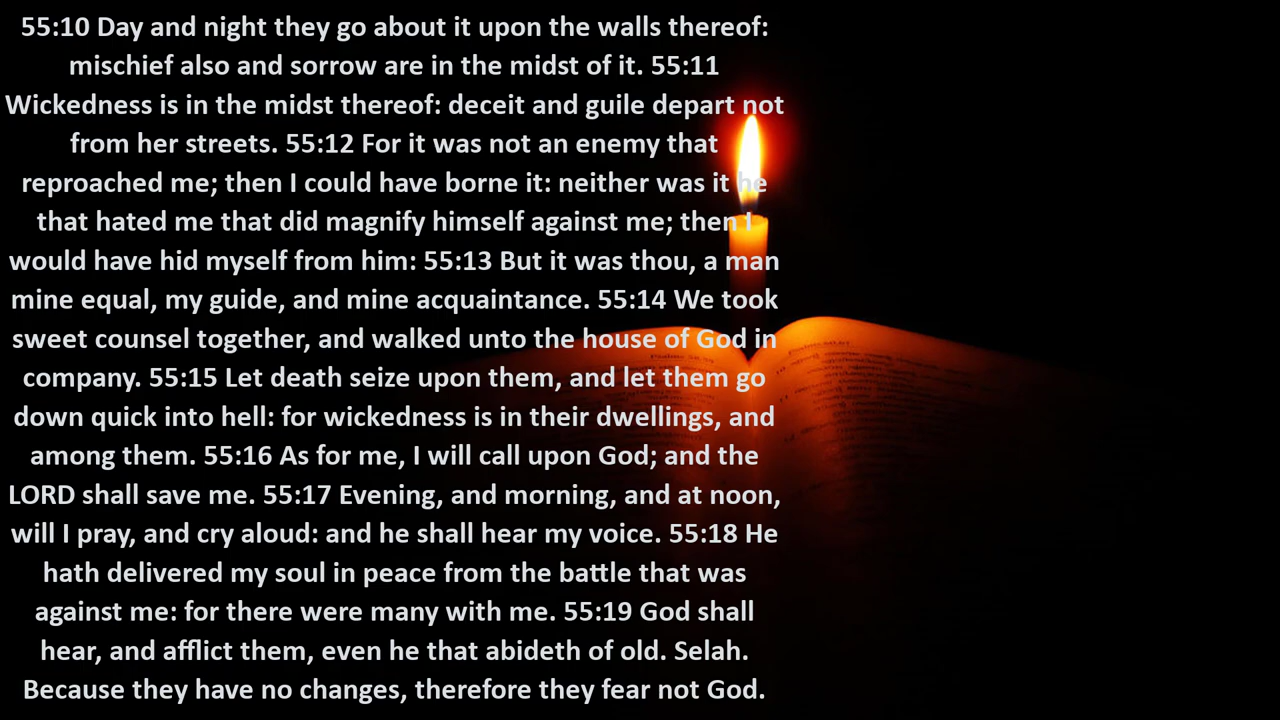 55:10 Day and night they go about it upon the walls thereof:
mischief also and sorrow are in the midst of it. 55:11
Wickedness is in the midst thereof: deceit and guile depart not
from her streets. 55:12 For it was not an enemy that
reproached me; then I could have borne it: neither was it he
that hated me that did magnify himself against me; then I
would have hid myself from him: 55:13 But it was thou, a man
mine equal, my guide, and mine acquaintance. 55:14 We took
sweet counsel together, and walked unto the house of God in
company. 55:15 Let death seize upon them, and let them go
down quick into hell: for wickedness is in their dwellings, and
among them. 55:16 As for me, I will call upon God; and the
LORD shall save me. 55:17 Evening, and morning, and at noon,
will I pray, and cry aloud: and he shall hear my voice. 55:18 He
hath delivered my soul in peace from the battle that was
against me: for there were many with me. 55:19 God shall
hear, and afflict them, even he that abideth of old. Selah.
Because they have no changes, therefore they fear not God.